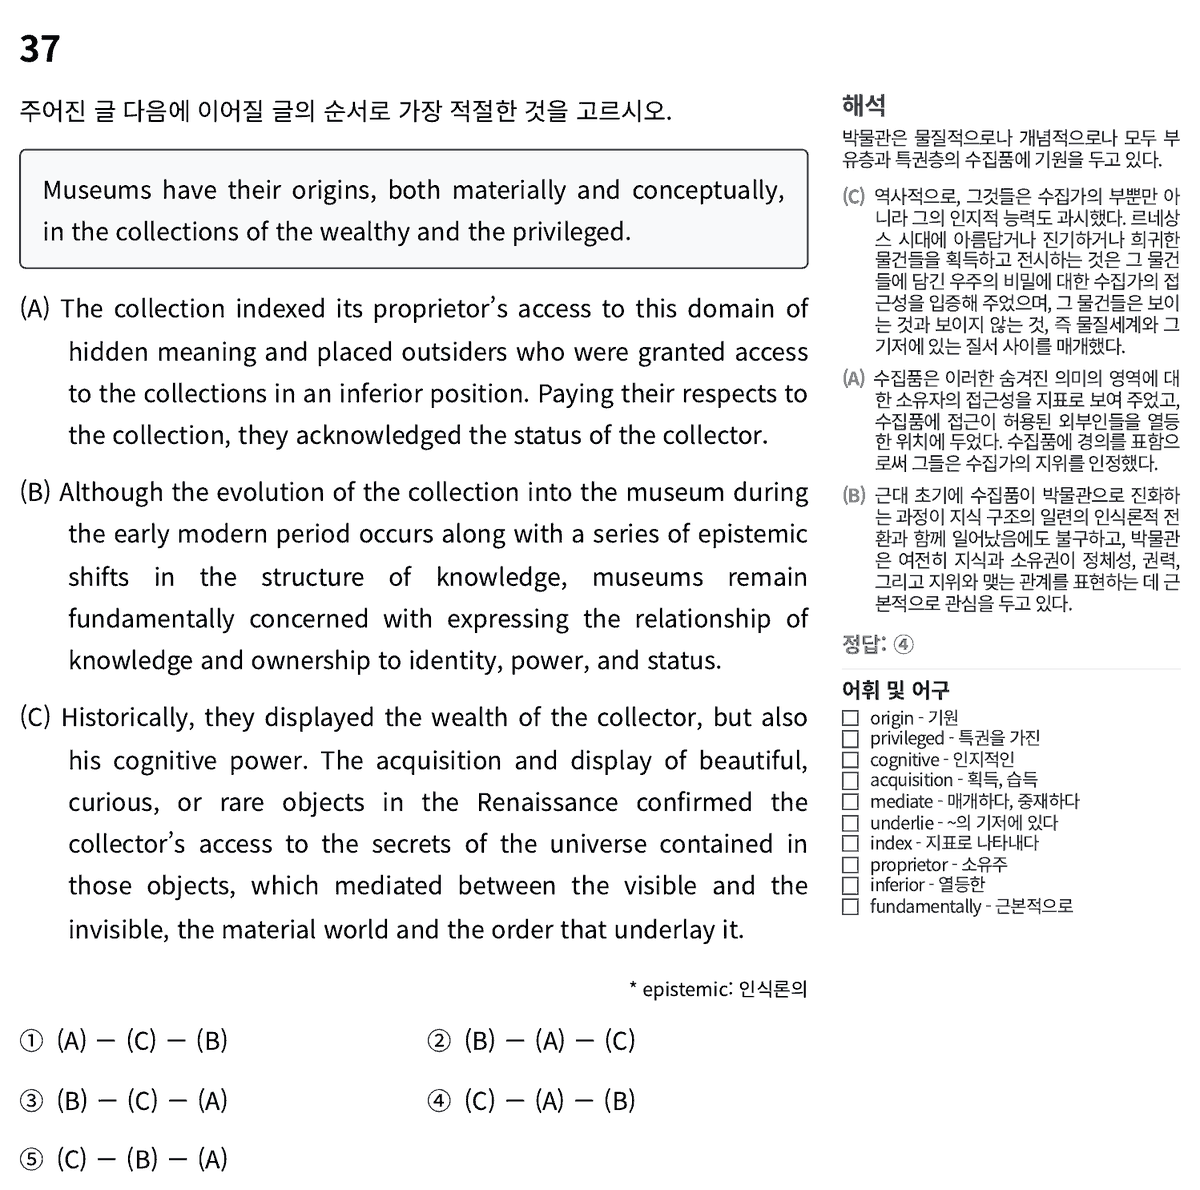 37
주어진 글 다음에 이어질 글의 순서로 가장 적절한 것을 고르시오.
Museums have their origins, both materially and conceptually,
in the collections of the wealthy and the privileged.
(A) The collection indexed its proprietor's access to this domain of
hidden meaning and placed outsiders who were granted access
to the collections in an inferior position. Paying their respects to
the collection, they acknowledged the status of the collector.
(B) Although the evolution of the collection into the museum during
the early modern period occurs along with a series of epistemic
shifts in the structure of knowledge, museums remain
fundamentally concerned with expressing the relationship of
knowledge and ownership to identity, power, and status.
(C) Historically, they displayed the wealth of the collector, but also
his cognitive power. The acquisition and display of beautiful,
curious, or rare objects in the Renaissance confirmed the
collector's access to the secrets of the universe contained in
those objects, which mediated between the visible and the
invisible, the material world and the order that underlay it.
* epistemic: 인식론의
① (A) − (C) − (B)
② (B) − (A) − (C)
③ (B) − (C) − (A)
④ (C) − (A) − (B)
⑤ (C) − (B) − (A)
해석
박물관은 물질적으로나 개념적으로나 모두 부
유층과 특권층의 수집품에 기원을 두고 있다.
(C) 역사적으로, 그것들은 수집가의 부뿐만 아
니라 그의 인지적 능력도 과시했다. 르네상
스 시대에 아름답거나 진기하거나 희귀한
물건들을 획득하고 전시하는 것은 그 물건
들에 담긴 우주의 비밀에 대한 수집가의 접
근성을 입증해 주었으며, 그 물건들은 보이
는 것과 보이지 않는 것, 즉 물질세계와 그
기저에 있는 질서 사이를 매개했다.
(A) 수집품은 이러한 숨겨진 의미의 영역에 대
한 소유자의 접근성을 지표로 보여 주었고,
수집품에 접근이 허용된 외부인들을 열등
한 위치에 두었다. 수집품에 경의를 표함으
로써 그들은 수집가의 지위를 인정했다.
(B) 근대 초기에 수집품이 박물관으로 진화하
는 과정이 지식 구조의 일련의 인식론적 전
환과 함께 일어났음에도 불구하고, 박물관
은 여전히 지식과 소유권이 정체성, 권력,
그리고 지위와 맺는 관계를 표현하는 데 근
본적으로 관심을 두고 있다.
정답: ④
어휘 및 어구
□ origin - 기원
□ privileged - 특권을 가진
□ cognitive - 인지적인
□ acquisition - 획득, 습득
□ mediate - 매개하다, 중재하다
□ underlie - ~의 기저에 있다
□ index - 지표로 나타내다
□ proprietor - 소유주
□ inferior - 열등한
□ fundamentally - 근본적으로